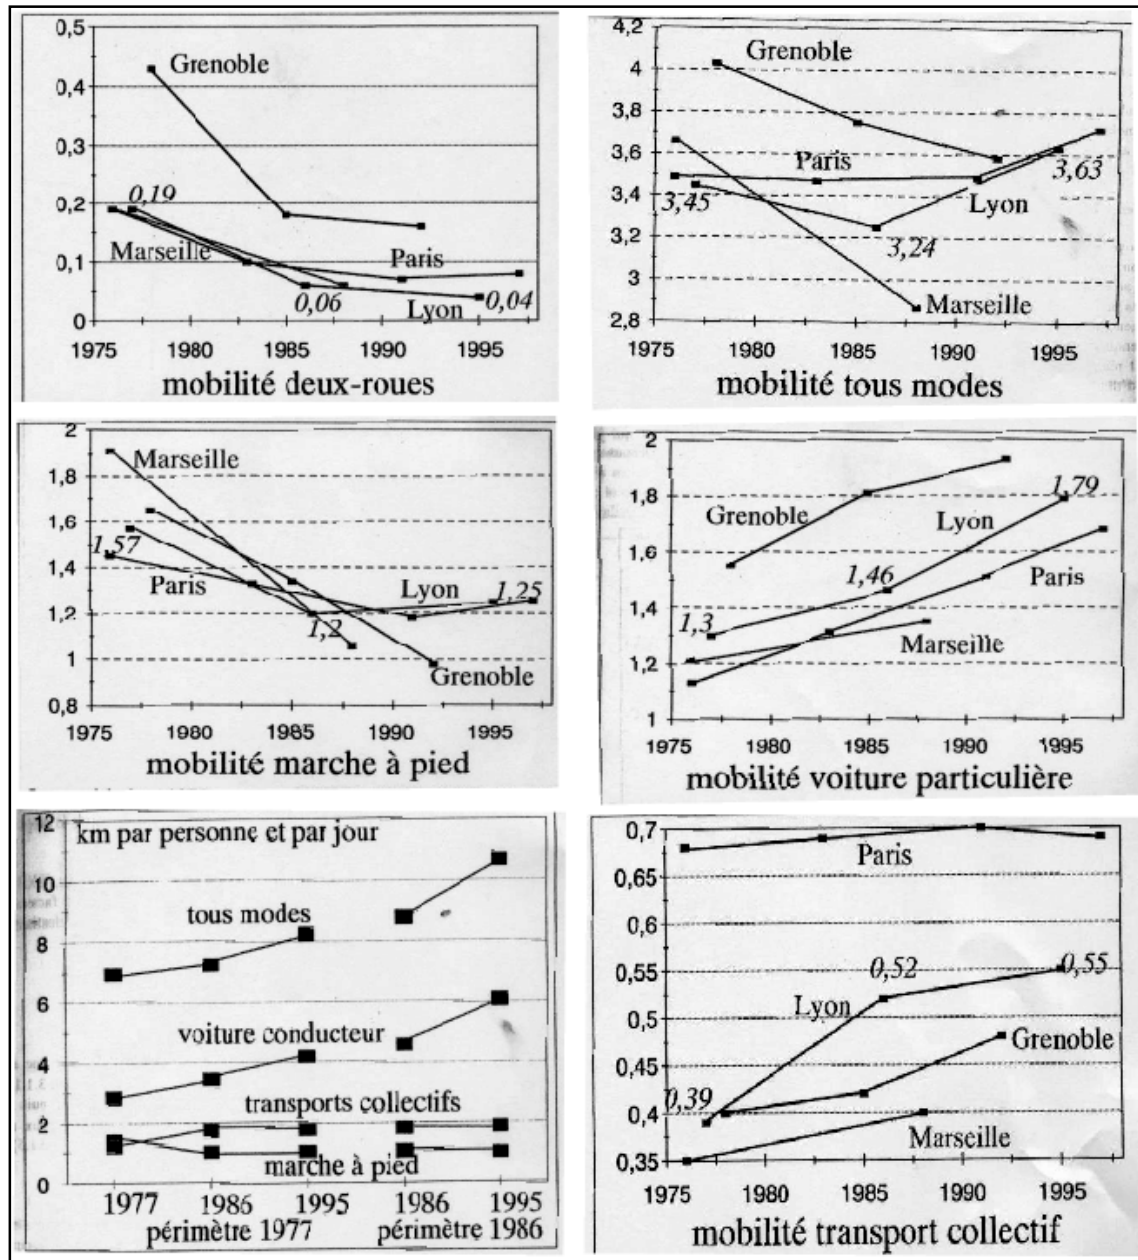 0,5
0,4
0,3
0,2
0,1
0
Grenoble
0,19
Marseille
Paris
0,06
Lyon
0,04
1975 1980 1985 1990 1995
mobilité deux-roues
4,2
4
3,8
3,6
3,4
3,2
3
2,8
Grenoble
Paris
3,63
3,45
Lyon
3,24
Marseille
1975 1980 1985 1990 1995
mobilité tous modes
2
1,8
1,6
1,4
1,2
1
0,8
Marseille
1,57
Paris
Lyon
1,25
1,2
Grenoble
1975 1980 1985 1990 1995
mobilité marche à pied
2
1,8
1,6
1,4
1,2
1
1,79
Grenoble
Lyon
1,46
Paris
1,3
Marseille
1975 1980 1985 1990 1995
mobilité voiture particulière
12
10
8
6
4
2
0
km par personne et par jour
tous modes
voiture conducteur
transports collectifs
marche à pied
1977 1986 1995 1986 1995
périmètre 1977 périmètre 1986
0,7
0,65
0,6
0,55
0,5
0,45
0,4
0,35
Paris
0,52
0,55
Lyon
Grenoble
0,39
Marseille
1975 1980 1985 1990 1995
mobilité transport collectif